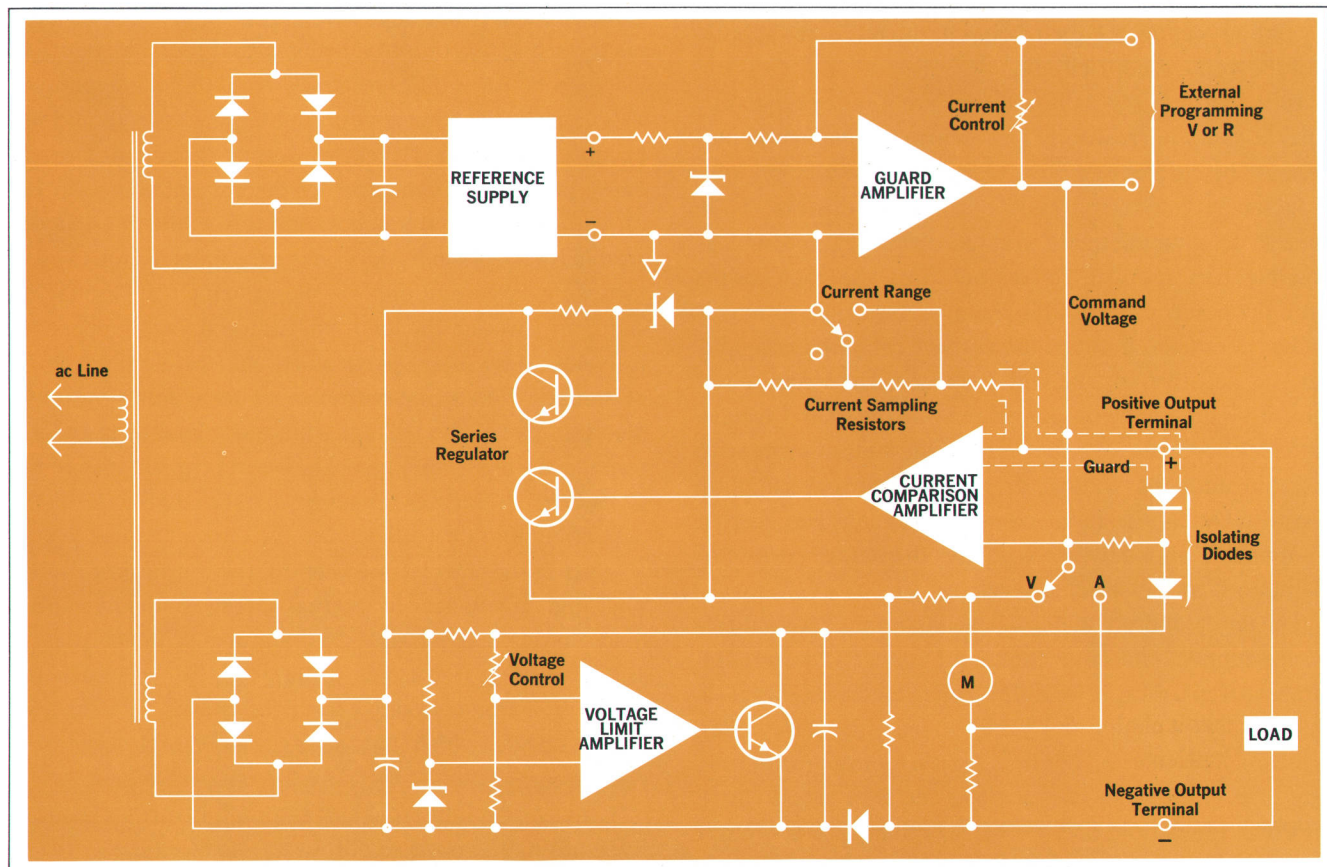 External
Programming
V or R
Current
Control
REFERENCE
SUPPLY
+
−
GUARD
AMPLIFIER
Current Range
Command
Voltage
ac Line
Series
Regulator
Current Sampling
Resistors
Positive Output
Terminal
+
Guard
CURRENT
COMPARISON
AMPLIFIER
Isolating
Diodes
V
A
Voltage
Control
M
VOLTAGE
LIMIT
AMPLIFIER
LOAD
Negative Output
Terminal
−